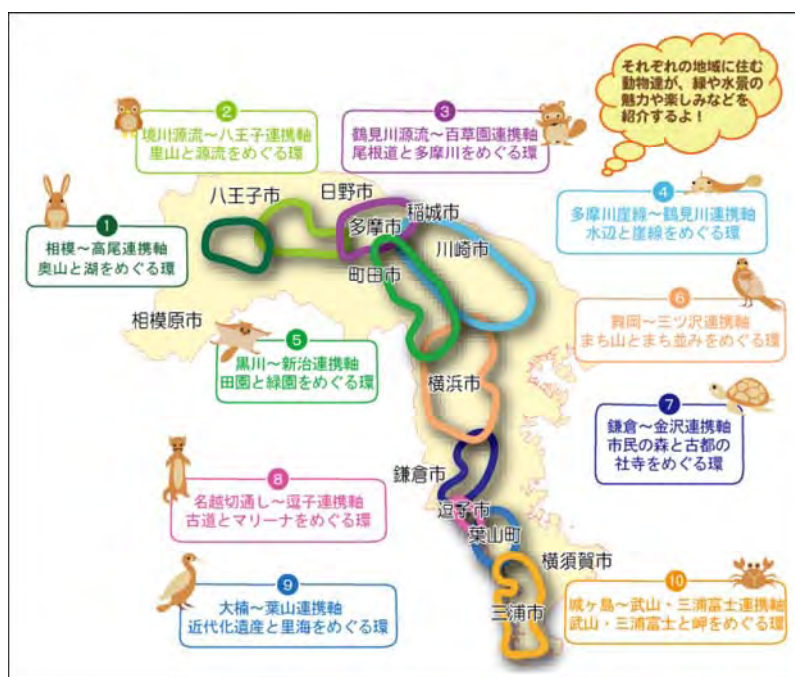 それぞれの地域に住む
動物達が、緑や水景の
魅力や楽しみなどを
紹介するよ！
2
境川源流～八王子連携軸
里山と源流をめぐる環
3
鶴見川源流～百草園連携軸
尾根道と多摩川をめぐる環
4
多摩川崖線～鶴見川連携軸
水辺と崖線をめぐる環
1
相模～高尾連携軸
奥山と湖をめぐる環
八王子市
日野市
稲城市
多摩市
川崎市
町田市
相模原市
5
黒川～新治連携軸
田園と緑園をめぐる環
6
舞岡～三ツ沢連携軸
まち山とまち並みをめぐる環
横浜市
7
鎌倉～金沢連携軸
市民の森と古都の
社寺をめぐる環
鎌倉市
8
名越切通し～逗子連携軸
古道とマリーナをめぐる環
逗子市
葉山町
横須賀市
9
大楠～葉山連携軸
近代化遺産と里海をめぐる環
三浦市
10
城ヶ島～武山・三浦富士連携軸
武山・三浦富士と岬をめぐる環